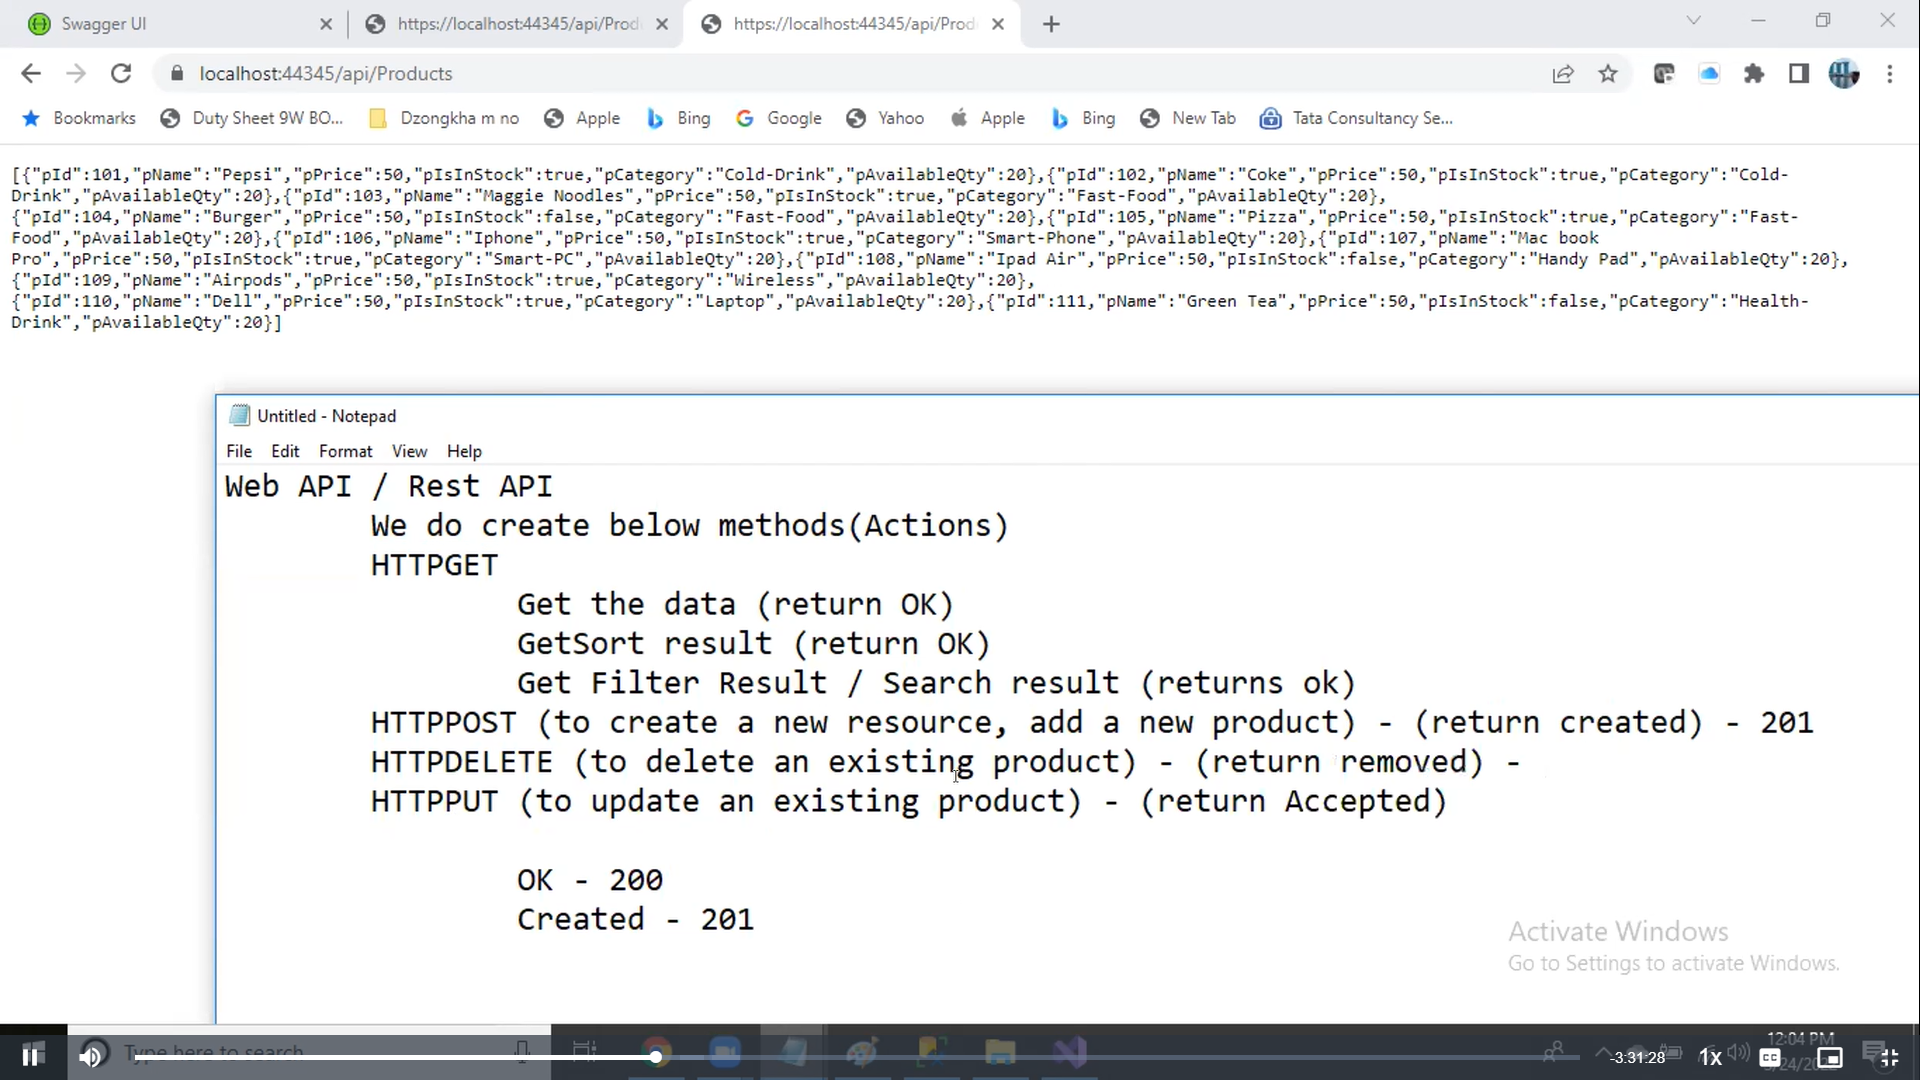 Swagger UI
https://localhost:44345/api/Prod
https://localhost:44345/api/Prod
localhost:44345/api/Products
Bookmarks Duty Sheet 9W BO... Dzongkha m no Apple Bing Google Yahoo Apple Bing New Tab Tata Consultancy Se...
[{"pId":101,"pName":"Pepsi","pPrice":50,"pIsInStock":true,"pCategory":"Cold-Drink","pAvailableQty":20},{"pId":102,"pName":"Coke","pPrice":50,"pIsInStock":true,"pCategory":"Cold-
Drink","pAvailableQty":20},{"pId":103,"pName":"Maggie Noodles","pPrice":50,"pIsInStock":true,"pCategory":"Fast-Food","pAvailableQty":20},
{"pId":104,"pName":"Burger","pPrice":50,"pIsInStock":false,"pCategory":"Fast-Food","pAvailableQty":20},{"pId":105,"pName":"Pizza","pPrice":50,"pIsInStock":true,"pCategory":"Fast-
Food","pAvailableQty":20},{"pId":106,"pName":"Iphone","pPrice":50,"pIsInStock":true,"pCategory":"Smart-Phone","pAvailableQty":20},{"pId":107,"pName":"Mac book
Pro","pPrice":50,"pIsInStock":true,"pCategory":"Smart-PC","pAvailableQty":20},{"pId":108,"pName":"Ipad Air","pPrice":50,"pIsInStock":false,"pCategory":"Handy Pad","pAvailableQty":20},
{"pId":109,"pName":"Airpods","pPrice":50,"pIsInStock":true,"pCategory":"Wireless","pAvailableQty":20},
{"pId":110,"pName":"Dell","pPrice":50,"pIsInStock":true,"pCategory":"Laptop","pAvailableQty":20},{"pId":111,"pName":"Green Tea","pPrice":50,"pIsInStock":false,"pCategory":"Health-
Drink","pAvailableQty":20}]
Untitled - Notepad
File Edit Format View Help
Web API / Rest API
We do create below methods(Actions)
HTTPGET
Get the data (return OK)
GetSort result (return OK)
Get Filter Result / Search result (returns ok)
HTTPPOST (to create a new resource, add a new product) - (return created) - 201
HTTPDELETE (to delete an existing product) - (return removed) -
HTTPPUT (to update an existing product) - (return Accepted)
OK - 200
Created - 201
Activate Windows
Go to Settings to activate Windows.
Type here to search
12:04 PM
-3:31:28 1x CC